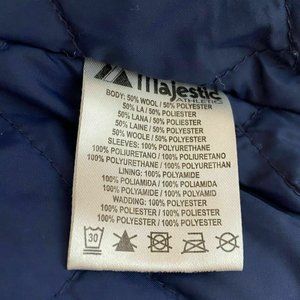 Majestic
ATHLETIC
BODY: 50% WOOL / 50% POLYESTER
50% LA / 50% POLIESTER
50% LANA / 50% POLIESTER
50% LAINE / 50% POLYESTER
50% WOOLE / 50% POLYESTER
SLEEVES: 100% POLYURETHANE
100% POLIURETANO / 100% POLIURETANO
100% POLYURETHANE / 100% POLYURETHAN
LINING: 100% POLYAMIDE
100% POLIAMIDA / 100% POLIAMIDA
100% POLYAMIDE / 100% POLYAMID
WADDING: 100% POLYESTER
100% POLIESTER / 100% POLIESTER
100% POLYESTER / 100% POLYESTER
30